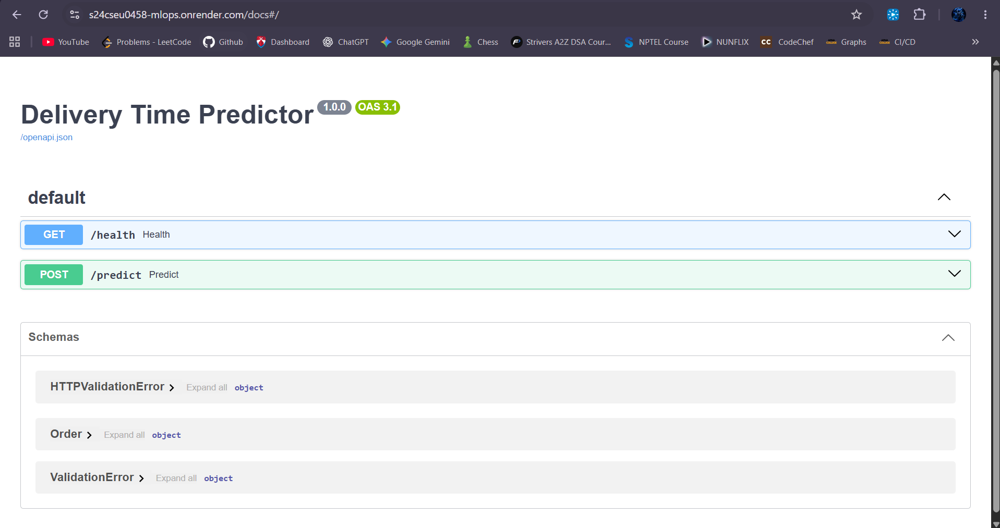 s24cseu0458-mlops.onrender.com/docs#/
YouTube Problems - LeetCode Github Dashboard ChatGPT Google Gemini Chess Strivers A2Z DSA Cour... NPTEL Course NUNFLIX CC CodeChef Graphs CI/CD
Delivery Time Predictor 1.0.0 OAS 3.1
/openapi.json
default
GET /health Health
POST /predict Predict
Schemas
HTTPValidationError Expand all object
Order Expand all object
ValidationError Expand all object